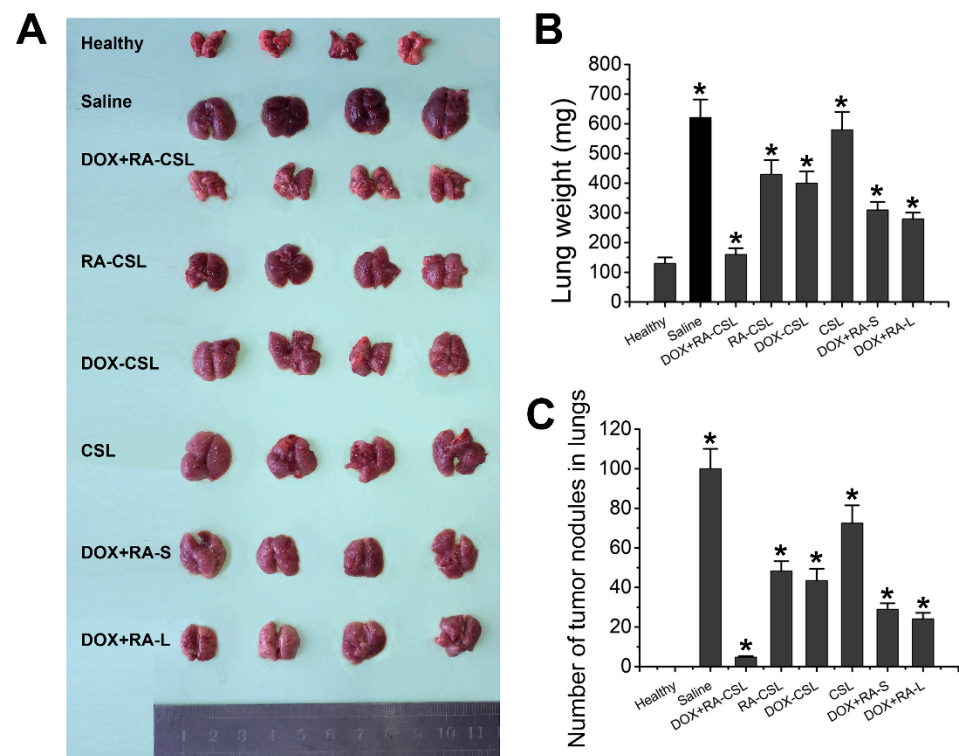 A
Healthy
Saline
DOX+RA-CSL
RA-CSL
DOX-CSL
CSL
DOX+RA-S
DOX+RA-L
1 2 3 4 5 6 7 8 9 10 11
B
Lung weight (mg)
800
700
600
500
400
300
200
100
0
* * * * * * *
Healthy
Saline
DOX+RA-CSL
RA-CSL
DOX-CSL
CSL
DOX+RA-S
DOX+RA-L
C
Number of tumor nodules in lungs
120
100
80
60
40
20
0
* * * * * * *
Healthy
Saline
DOX+RA-CSL
RA-CSL
DOX-CSL
CSL
DOX+RA-S
DOX+RA-L